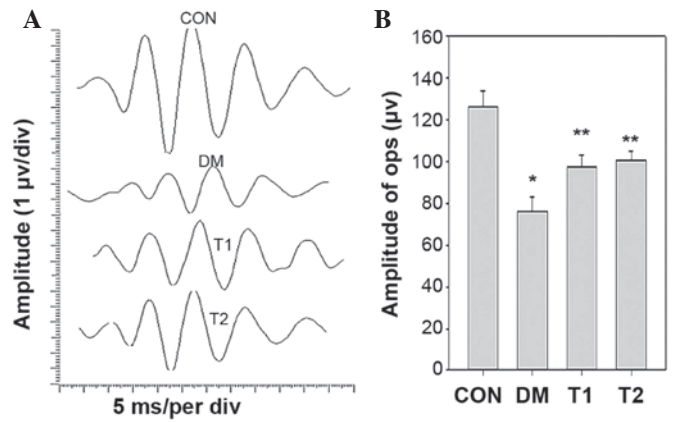 A
CON
DM
T1
T2
Amplitude (1 µv/div)
5 ms/per div
B
160
140
120
100
80
60
40
20
0
Amplitude of ops (µv)
*
**
**
CON DM T1 T2